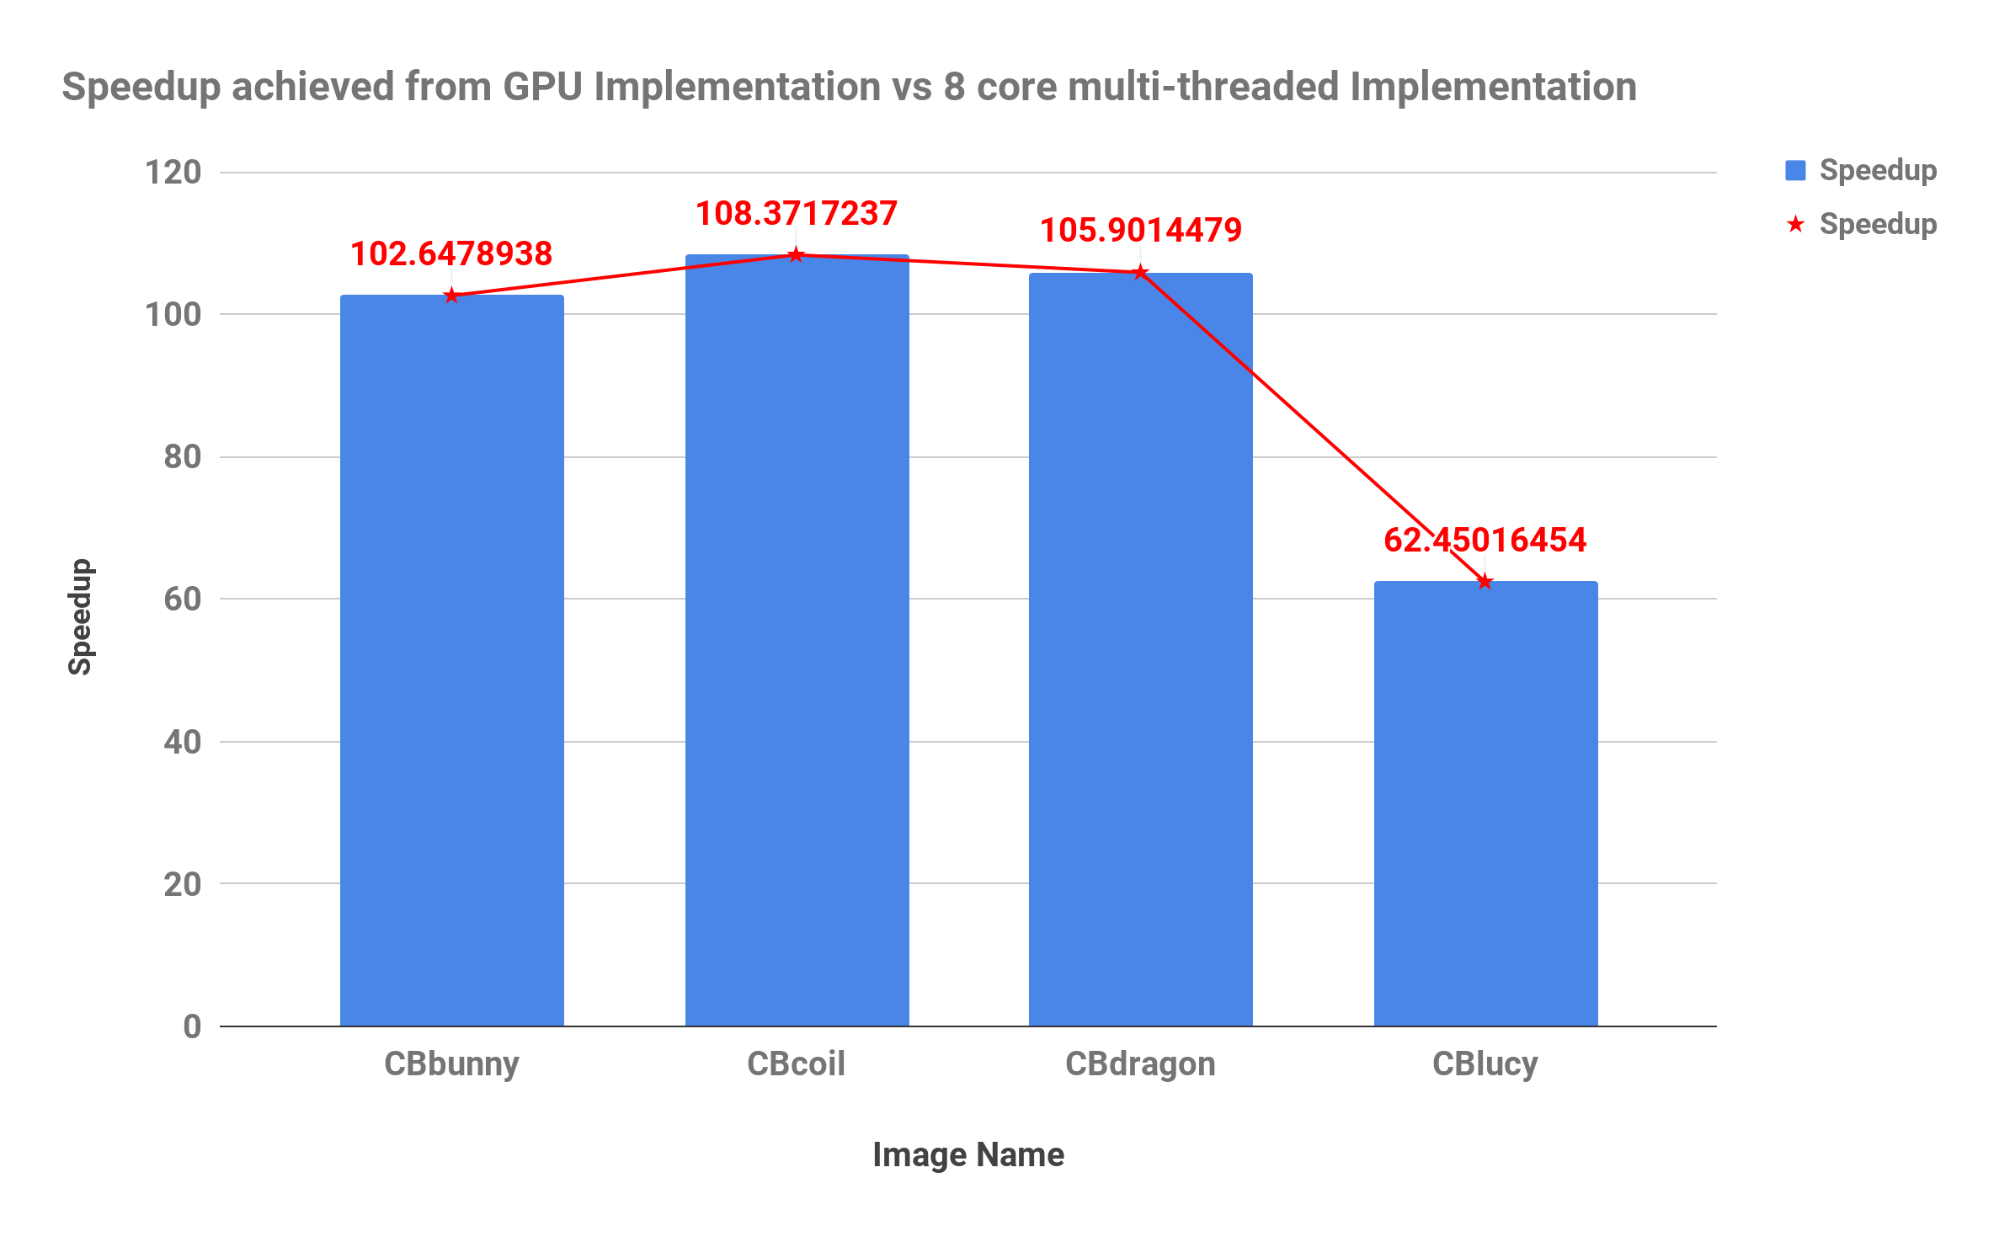 Speedup achieved from GPU Implementation vs 8 core multi-threaded Implementation
Speedup
Speedup
120
100
80
60
40
20
0
Speedup
102.6478938
108.3717237
105.9014479
62.45016454
CBbunny
CBcoil
CBdragon
CBlucy
Image Name